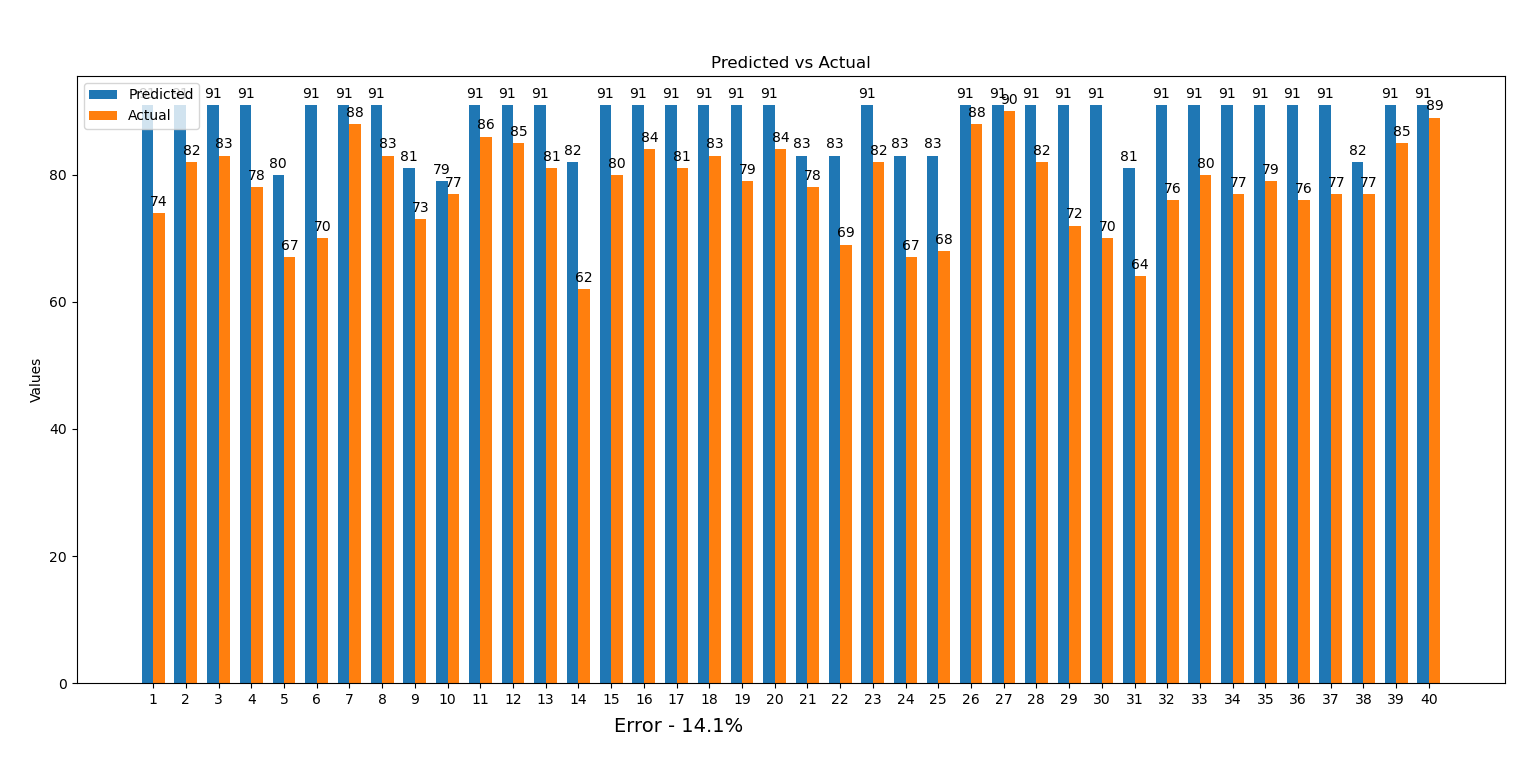 Predicted vs Actual
Predicted
Actual
Values
80
60
40
20
0
91 91 91 80 91 91 91 81 79 91 91 91 82 91 91 91 91 91 91 83 83 91 83 83 91 91 91 91 91 81 91 91 91 91 91 91 82 91 91
74 82 83 78 67 70 88 83 73 77 86 85 81 62 80 84 81 83 79 84 78 69 82 67 68 88 90 82 72 70 64 76 80 77 79 76 77 77 85 89
1 2 3 4 5 6 7 8 9 10 11 12 13 14 15 16 17 18 19 20 21 22 23 24 25 26 27 28 29 30 31 32 33 34 35 36 37 38 39 40
Error - 14.1%